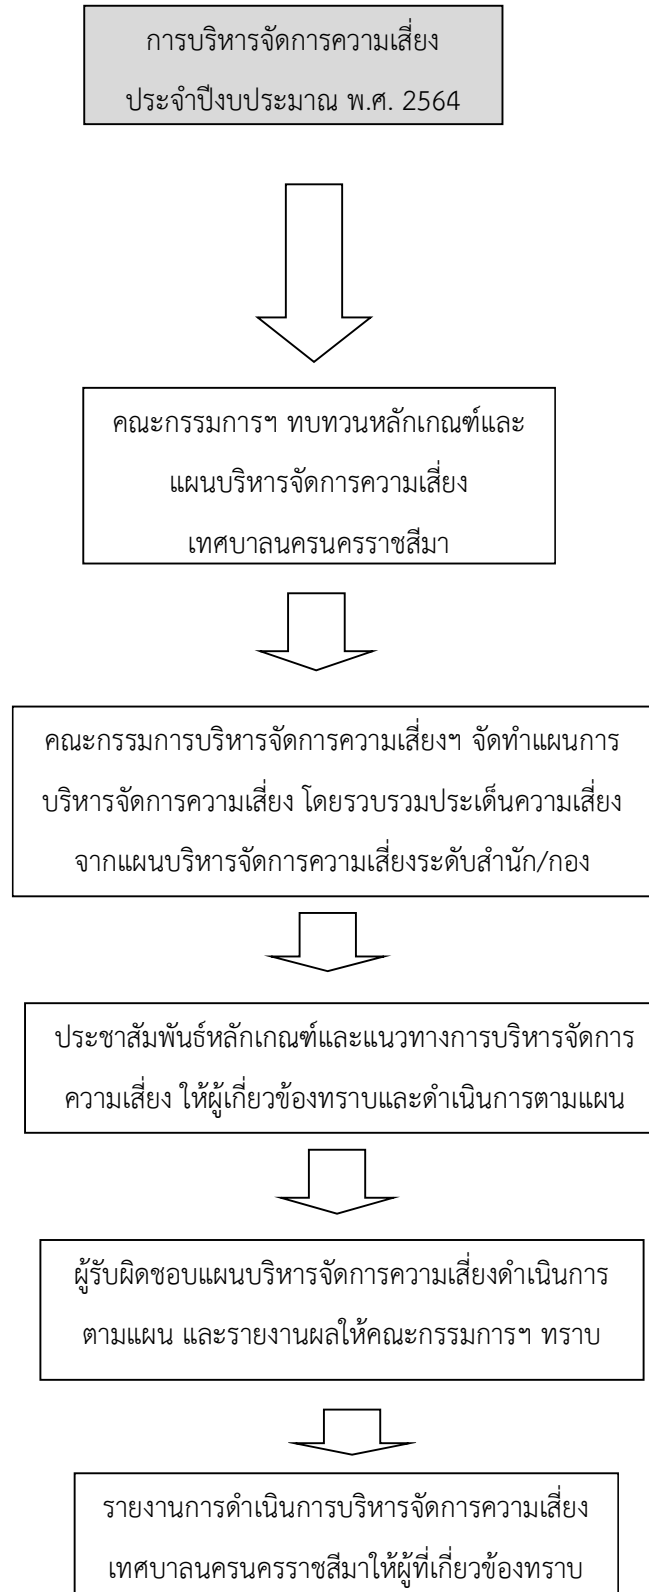 การบริหารจัดการความเสี่ยง
ประจำปีงบประมาณ พ.ศ. 2564
คณะกรรมการฯ ทบทวนหลักเกณฑ์และ
แผนบริหารจัดการความเสี่ยง
เทศบาลนครนครราชสีมา
คณะกรรมการบริหารจัดการความเสี่ยงฯ จัดทำแผนการ
บริหารจัดการความเสี่ยง โดยรวบรวมประเด็นความเสี่ยง
จากแผนบริหารจัดการความเสี่ยงระดับสำนัก/กอง
ประชาสัมพันธ์หลักเกณฑ์และแนวทางการบริหารจัดการ
ความเสี่ยง ให้ผู้เกี่ยวข้องทราบและดำเนินการตามแผน
ผู้รับผิดชอบแผนบริหารจัดการความเสี่ยงดำเนินการ
ตามแผน และรายงานผลให้คณะกรรมการฯ ทราบ
รายงานการดำเนินการบริหารจัดการความเสี่ยง
เทศบาลนครนครราชสีมาให้ผู้ที่เกี่ยวข้องทราบ